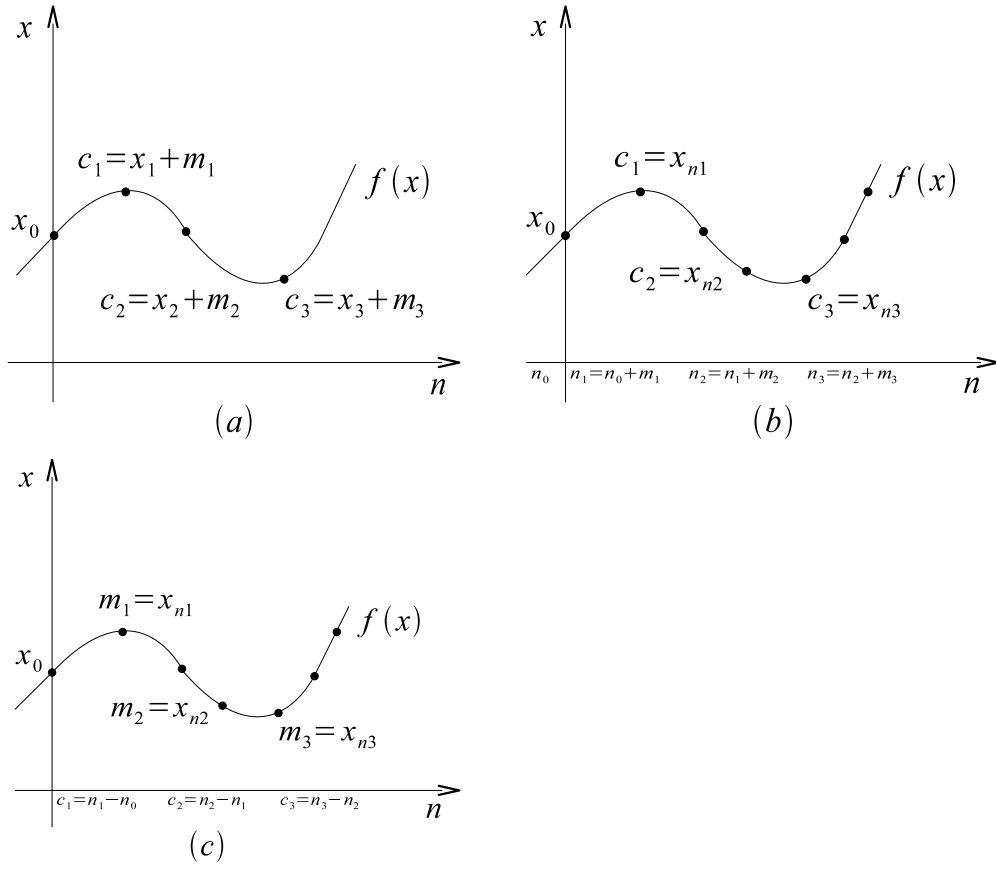 x
c₁=x₁+m₁
x₀
f(x)
c₂=x₂+m₂
c₃=x₃+m₃
n
(a)
x
c₁=xₙ₁
x₀
f(x)
c₂=xₙ₂
c₃=xₙ₃
n₀ n₁=n₀+m₁ n₂=n₁+m₂ n₃=n₂+m₃
n
(b)
x
m₁=xₙ₁
x₀
f(x)
m₂=xₙ₂
m₃=xₙ₃
c₁=n₁−n₀ c₂=n₂−n₁ c₃=n₃−n₂
n
(c)